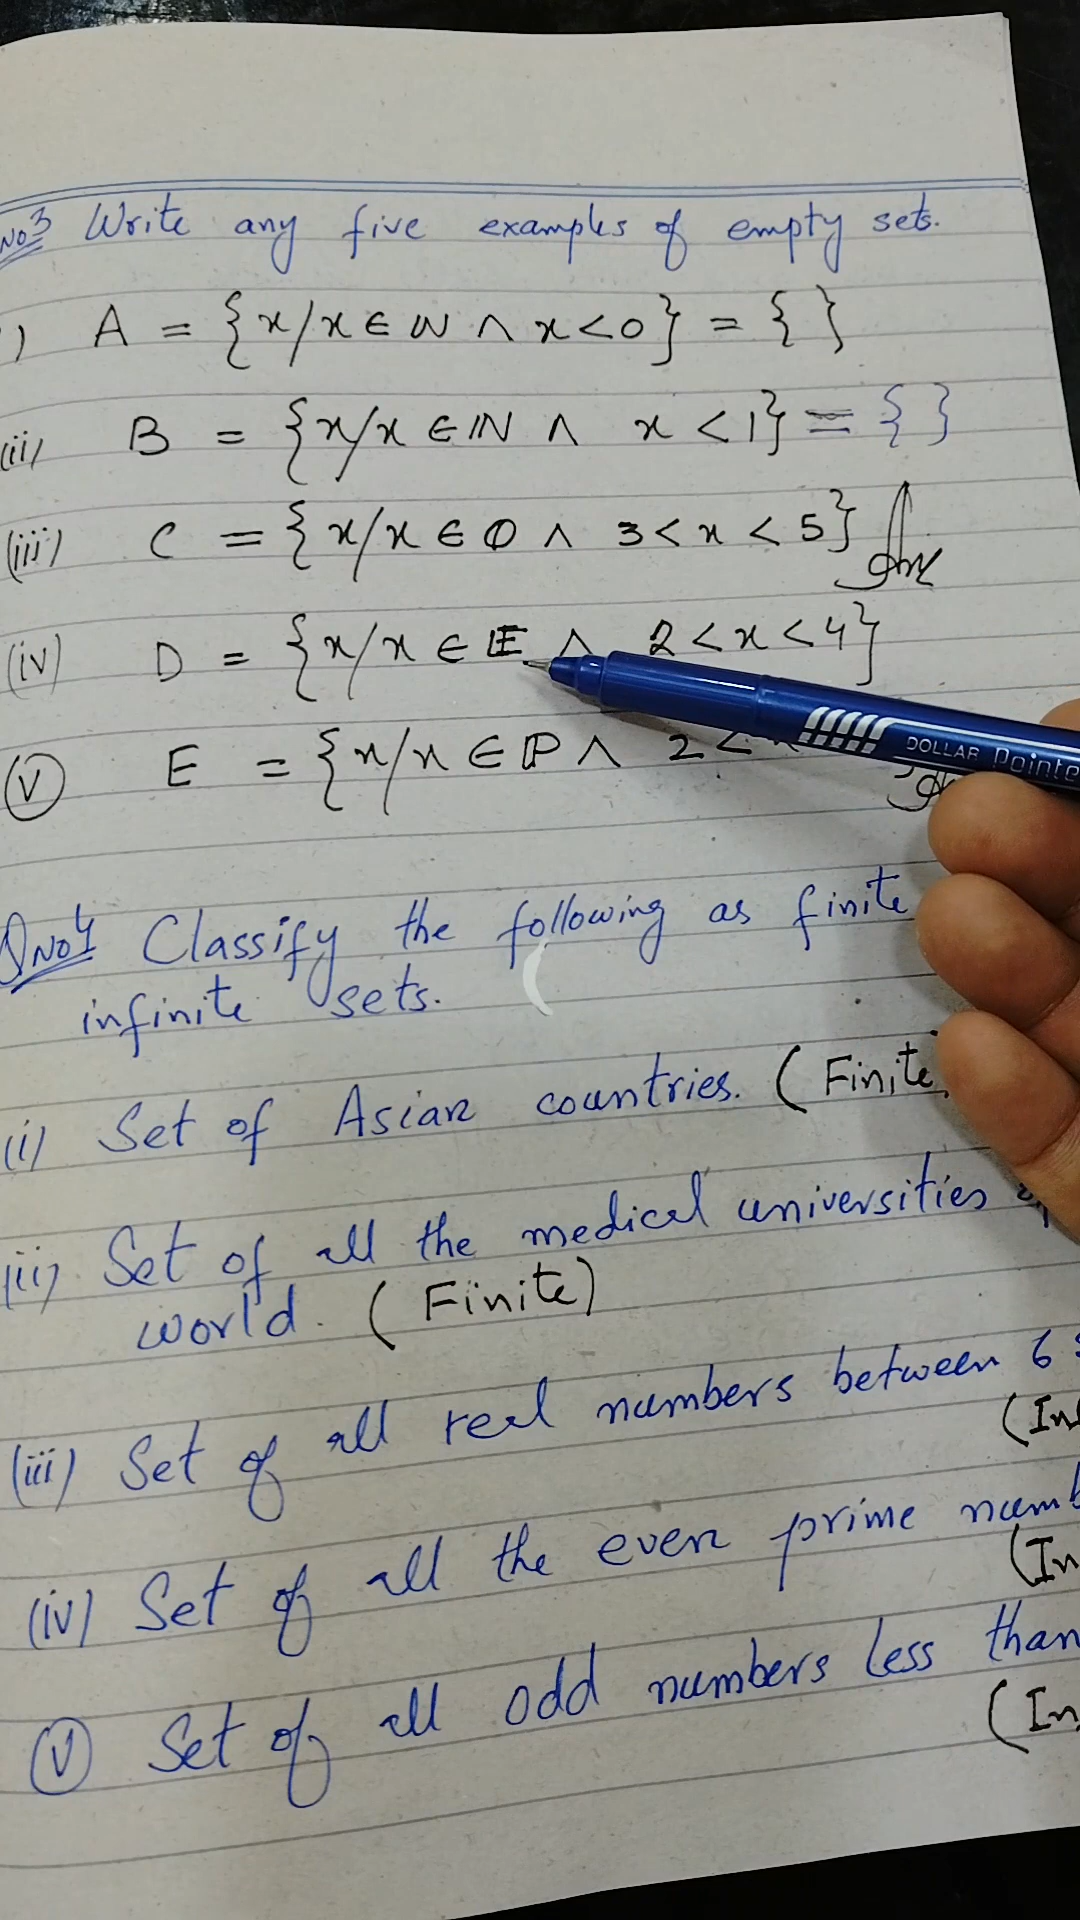 No3 Write any five examples of empty sets.
) A = {x/x ∈ W ∧ x<0} = { }
(ii) B = {x/x ∈ N ∧ x < 1} = { }
(iii) C = {x/x ∈ O ∧ 3 < x < 5} Ans
(iv) D = {x/x ∈ E ∧ 2 < x < 4}
(v) E = {x/x ∈ P ∧ 2 <
DOLLAR Pointe
QNo4 Classify the following as finite
infinite sets.
(i) Set of Asian countries. (Finite
(ii) Set of all the medical universities
world. (Finite)
(iii) Set of all real numbers between 6
(In
(iv) Set of all the even prime numb
(In
(v) Set of all odd numbers less than
(In